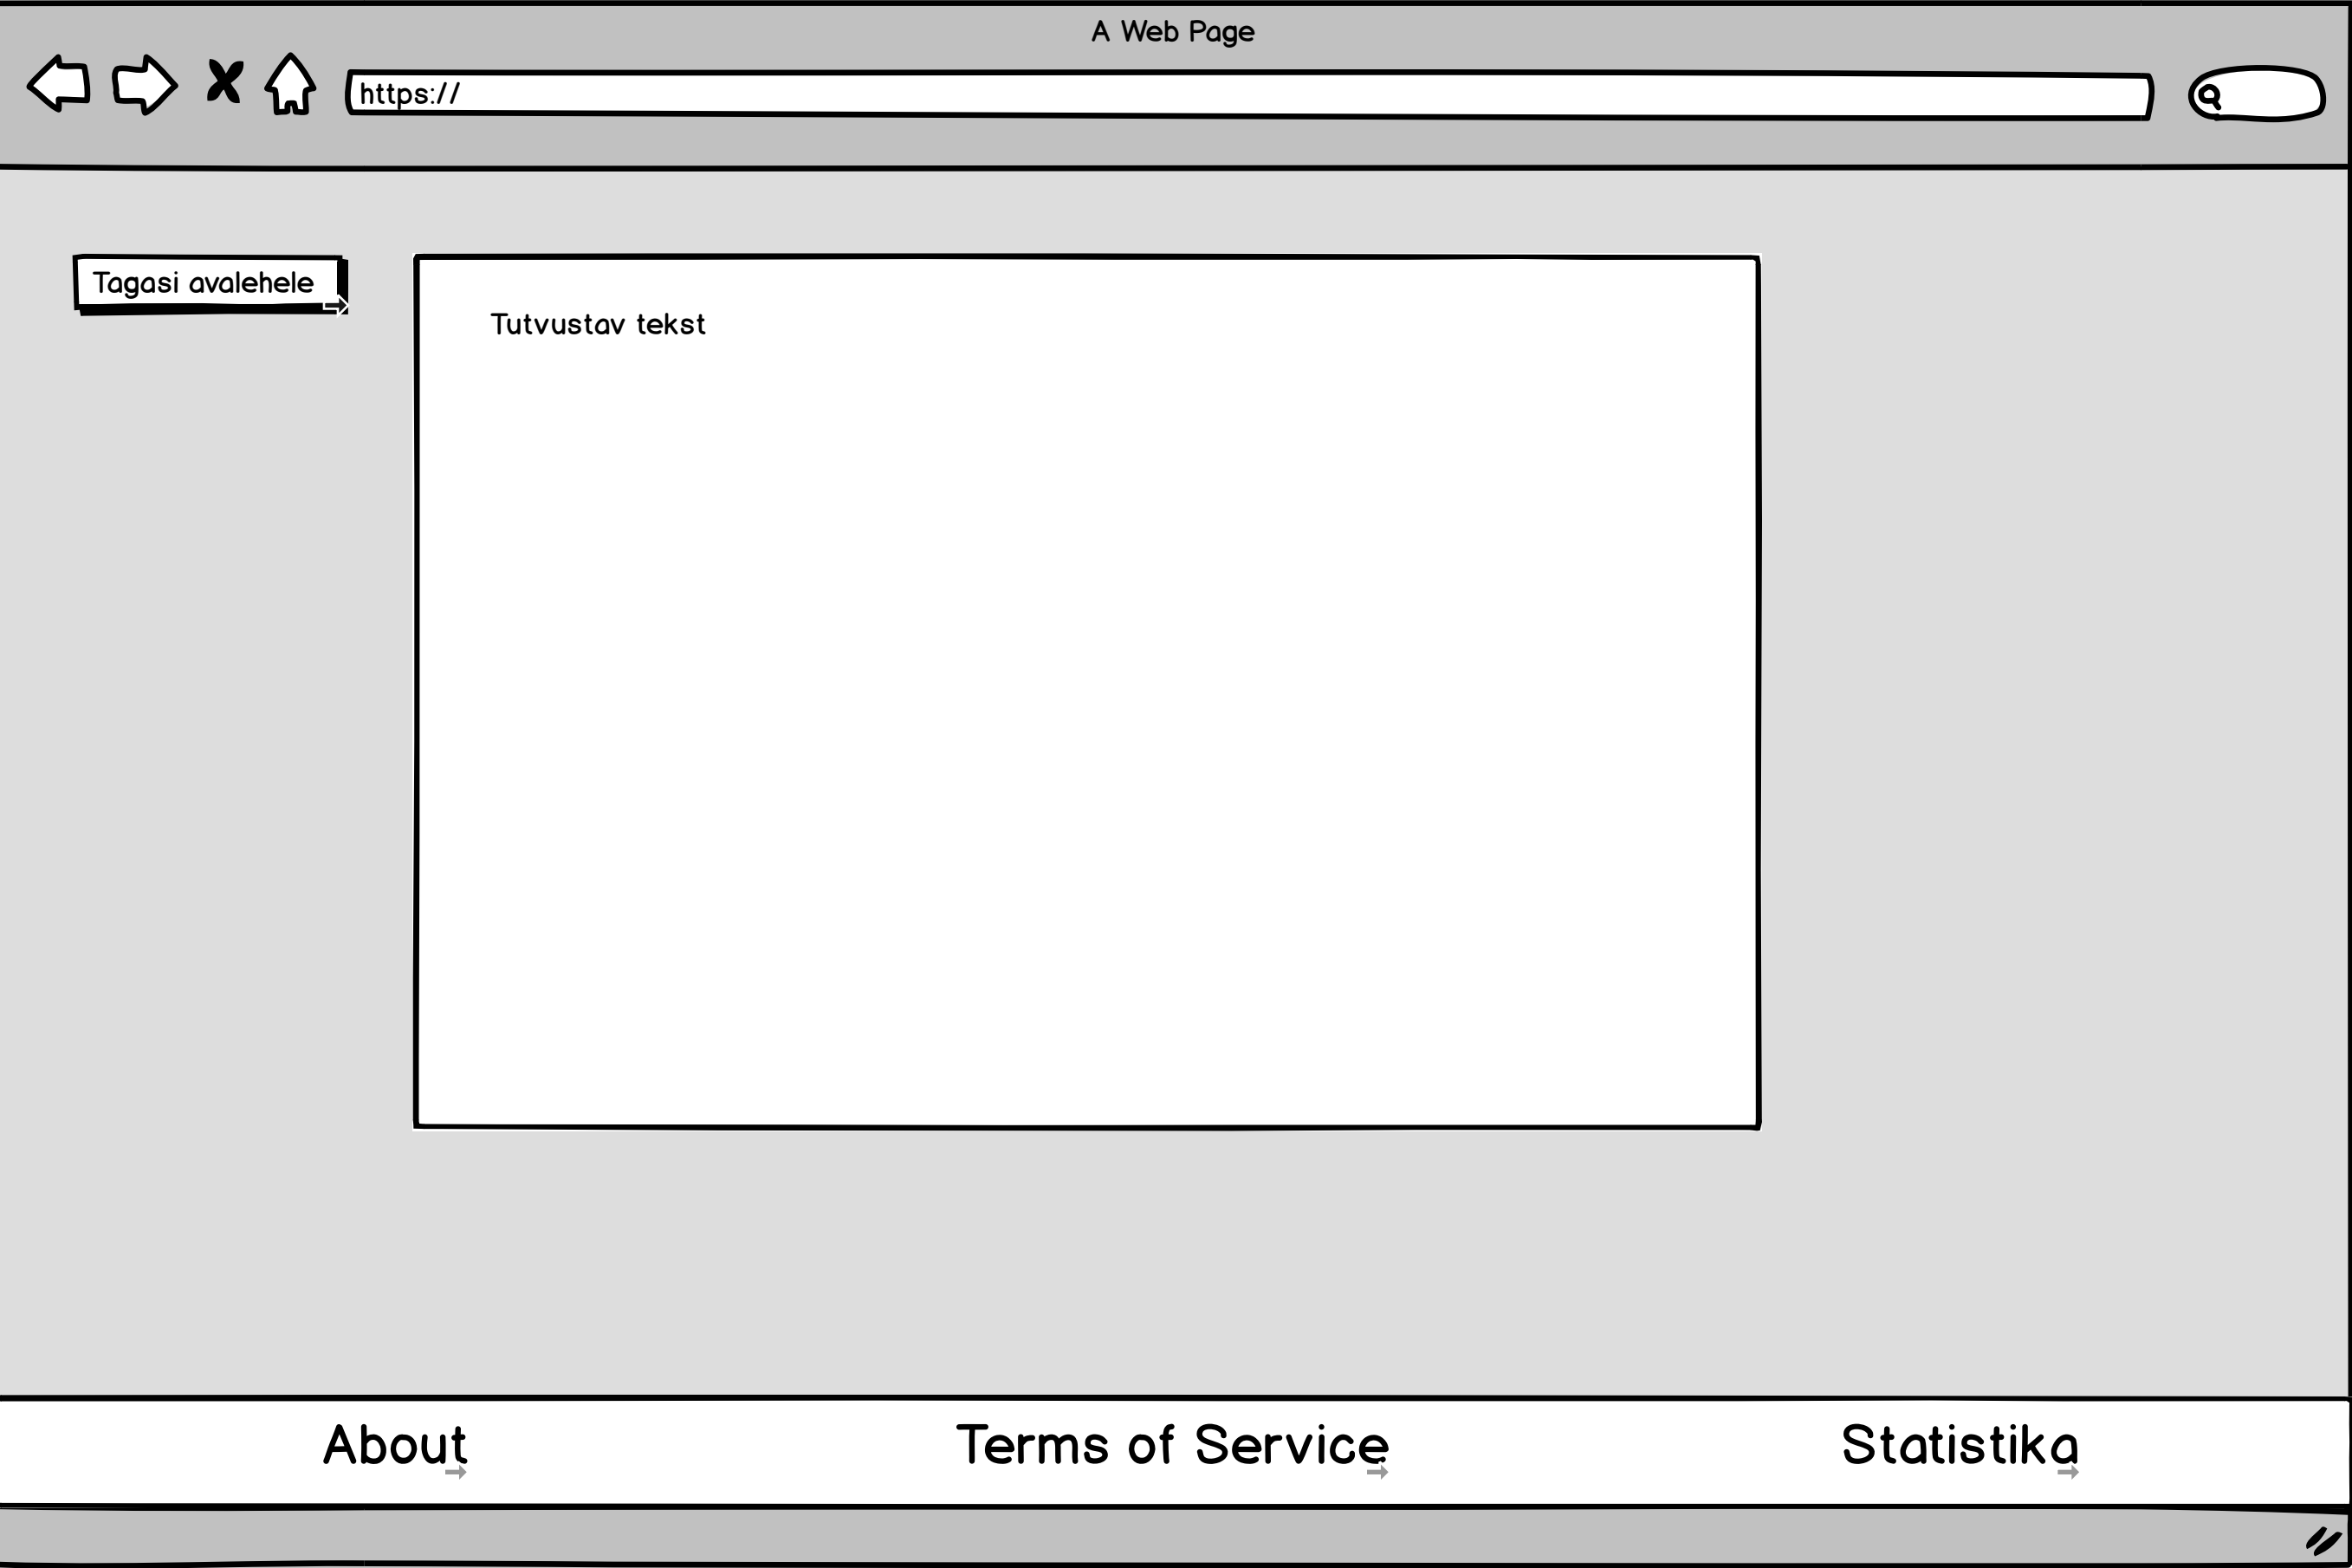 A Web Page
https://
Tagasi avalehele
Tutvustav tekst
About
Terms of Service
Statistika